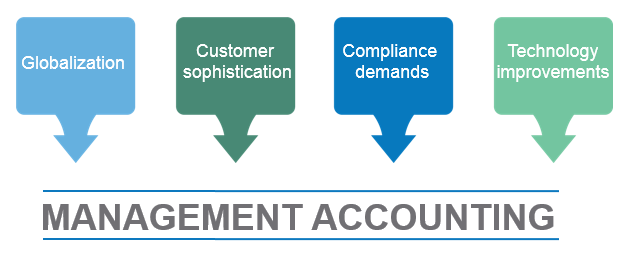 Globalization
Customer
sophistication
Compliance
demands
Technology
improvements
MANAGEMENT ACCOUNTING